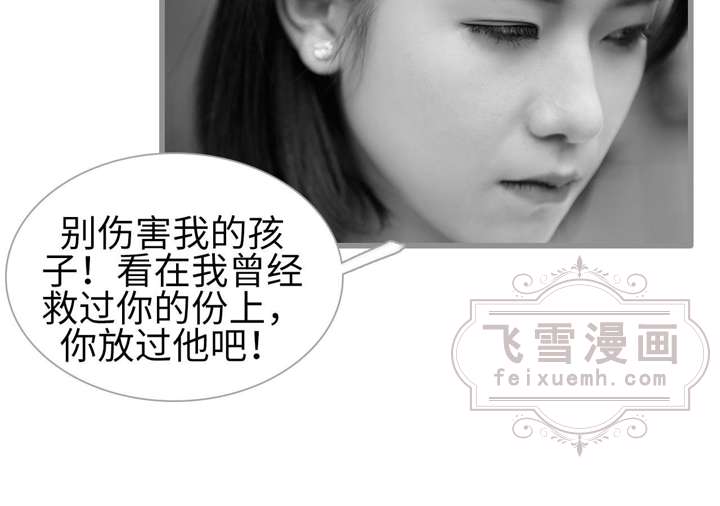 别伤害我的孩
子！看在我曾经
救过你的份上，
你放过他吧！
飞雪漫画
feixuemh.com